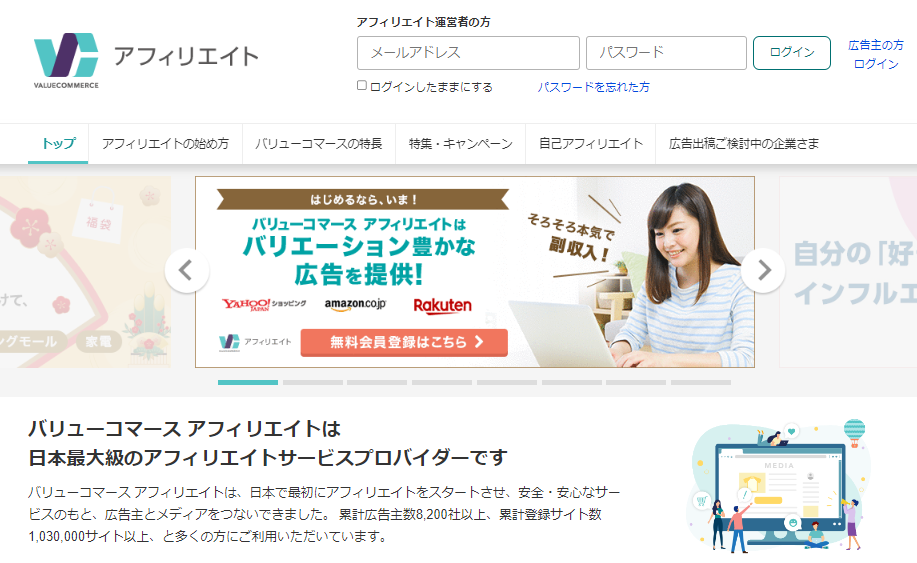 アフィリエイト運営者の方
VALUECOMMERCE
アフィリエイト
メールアドレス
パスワード
ログイン
広告主の方
ログイン
ログインしたままにする
パスワードを忘れた方
トップ
アフィリエイトの始め方
バリューコマースの特長
特集・キャンペーン
自己アフィリエイト
広告出稿ご検討中の企業さま
福袋
けて、
ングモール
家電
はじめるなら、いま！
バリューコマース アフィリエイトは
バリエーション豊かな
広告を提供!
YAHOO! ショッピング
JAPAN
amazon.co.jp
Rakuten
アフィリエイト
無料会員登録はこちら
そろそろ本気で
副収入！
自分の「好
インフルエ
バリューコマース アフィリエイトは
日本最大級のアフィリエイトサービスプロバイダーです
バリューコマース アフィリエイトは、日本で最初にアフィリエイトをスタートさせ、安全・安心なサー
ビスのもと、広告主とメディアをつないできました。 累計広告主数8,200社以上、累計登録サイト数
1,030,000サイト以上、と多くの方にご利用いただいています。
MEDIA